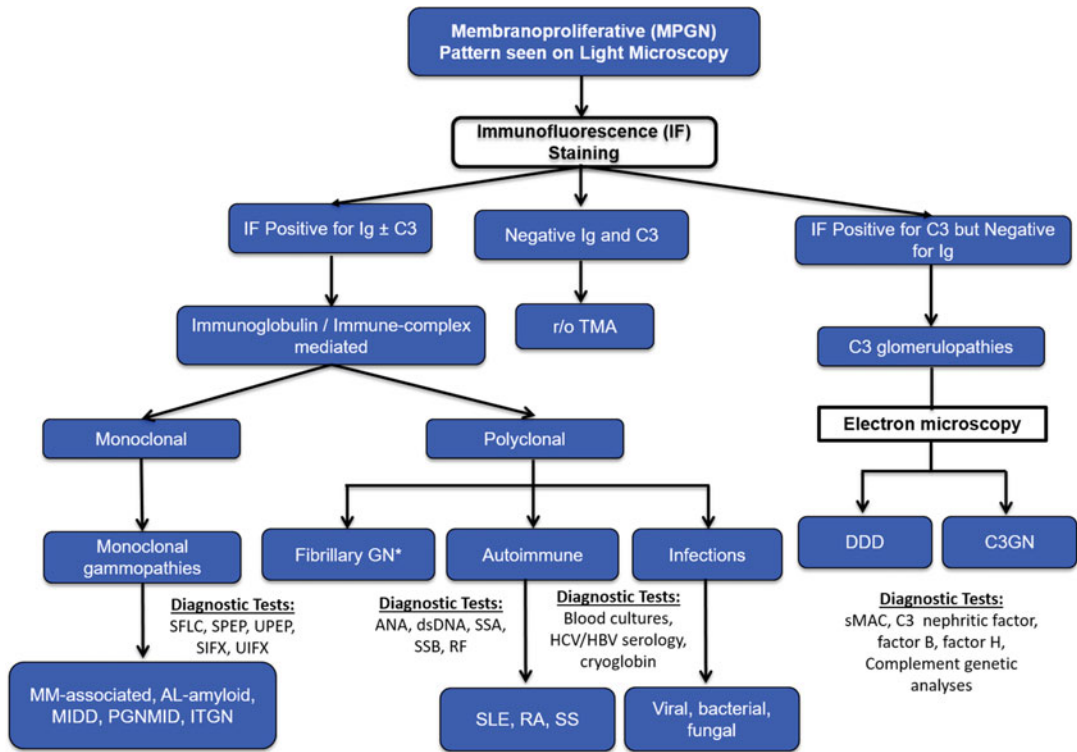 Membranoproliferative (MPGN)
Pattern seen on Light Microscopy
Immunofluorescence (IF)
Staining
IF Positive for Ig ± C3
Negative Ig and C3
IF Positive for C3 but Negative
for Ig
Immunoglobulin / Immune-complex
mediated
r/o TMA
C3 glomerulopathies
Electron microscopy
Monoclonal
Polyclonal
Monoclonal
gammopathies
Fibrillary GN*
Autoimmune
Infections
DDD
C3GN
Diagnostic Tests:
SFLC, SPEP, UPEP,
SIFX, UIFX
Diagnostic Tests:
ANA, dsDNA, SSA,
SSB, RF
Diagnostic Tests:
Blood cultures,
HCV/HBV serology,
cryoglobin
Diagnostic Tests:
sMAC, C3 nephritic factor,
factor B, factor H,
Complement genetic
analyses
MM-associated, AL-amyloid,
MIDD, PGNMID, ITGN
SLE, RA, SS
Viral, bacterial,
fungal